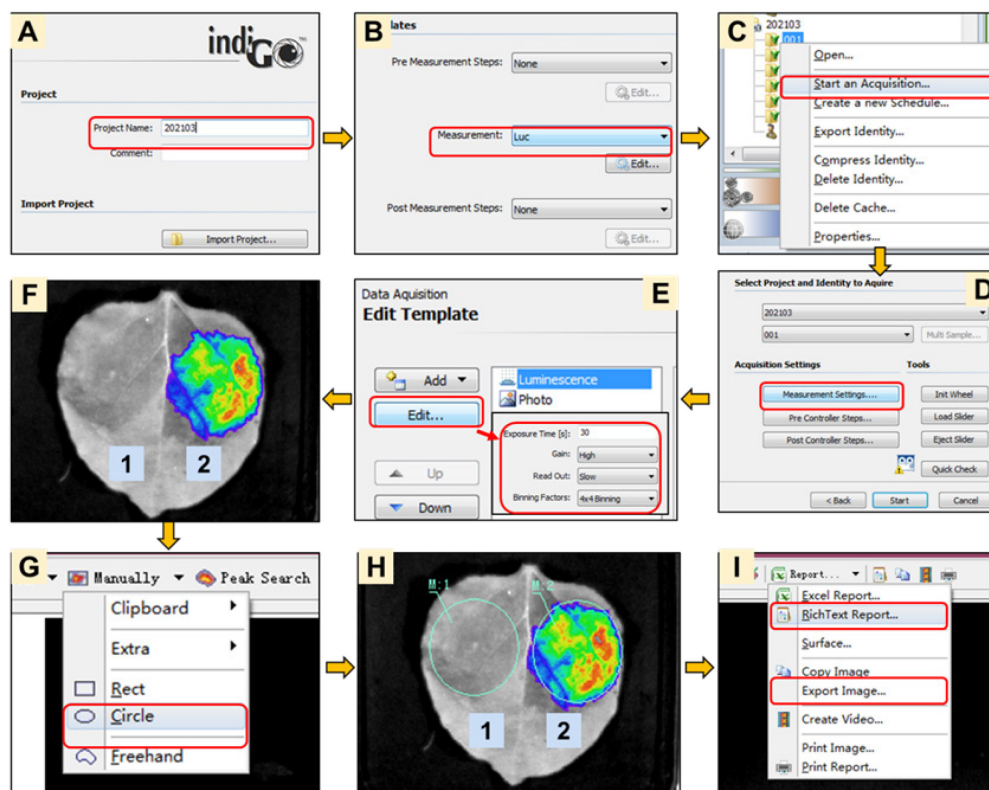 A
indiGO™
Project
Project Name: 202103
Comment:
Import Project
Import Project...
B
lates
Pre Measurement Steps: None
Edit...
Measurement: Luc
Edit...
Post Measurement Steps: None
Edit...
C
202103
001
Open...
Start an Acquisition...
Create a new Schedule...
Export Identity...
Compress Identity...
Delete Identity...
Delete Cache...
Properties...
F
1 2
E
Data Aquisition
Edit Template
Add
Edit...
Up
Down
Luminescence
Photo
Exposure Time [s]: 30
Gain: High
Read Out: Slow
Binning Factors: 4x4 Binning
D
Select Project and Identity to Aquire
202103
001 Multi Sample...
Acquisition Settings Tools
Measurement Settings.... Init Wheel
Pre Controller Steps... Load Slider
Post Controller Steps... Eject Slider
Quick Check
< Back Start Cancel
G
Manually Peak Search
Clipboard
Extra
Rect
Circle
Freehand
H
M:1 M:2
1 2
I
Report...
Excel Report...
RichText Report...
Surface...
Copy Image
Export Image...
Create Video...
Print Image...
Print Report...